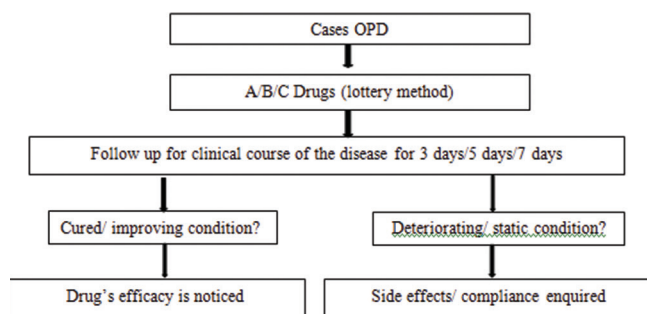 Cases OPD
A/B/C Drugs (lottery method)
Follow up for clinical course of the disease for 3 days/5 days/7 days
Cured/ improving condition?
Deteriorating/ static condition?
Drug's efficacy is noticed
Side effects/ compliance enquired